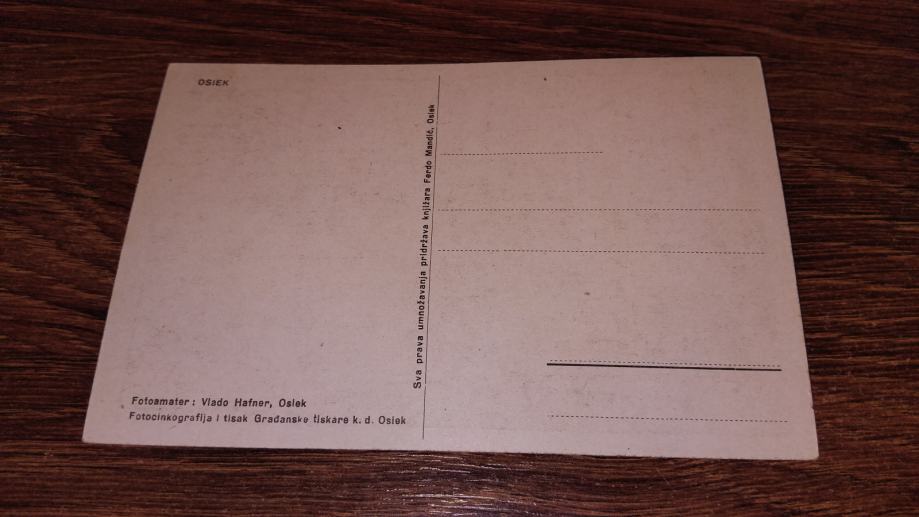 OSIEK
Sva prava umnožavanja pridržava knjižara Ferdo Mandić, Osiek
Fotoamater : Vlado Hafner, Osiek
Fotocinkografija i tisak Građanske tiskare k. d. Osiek